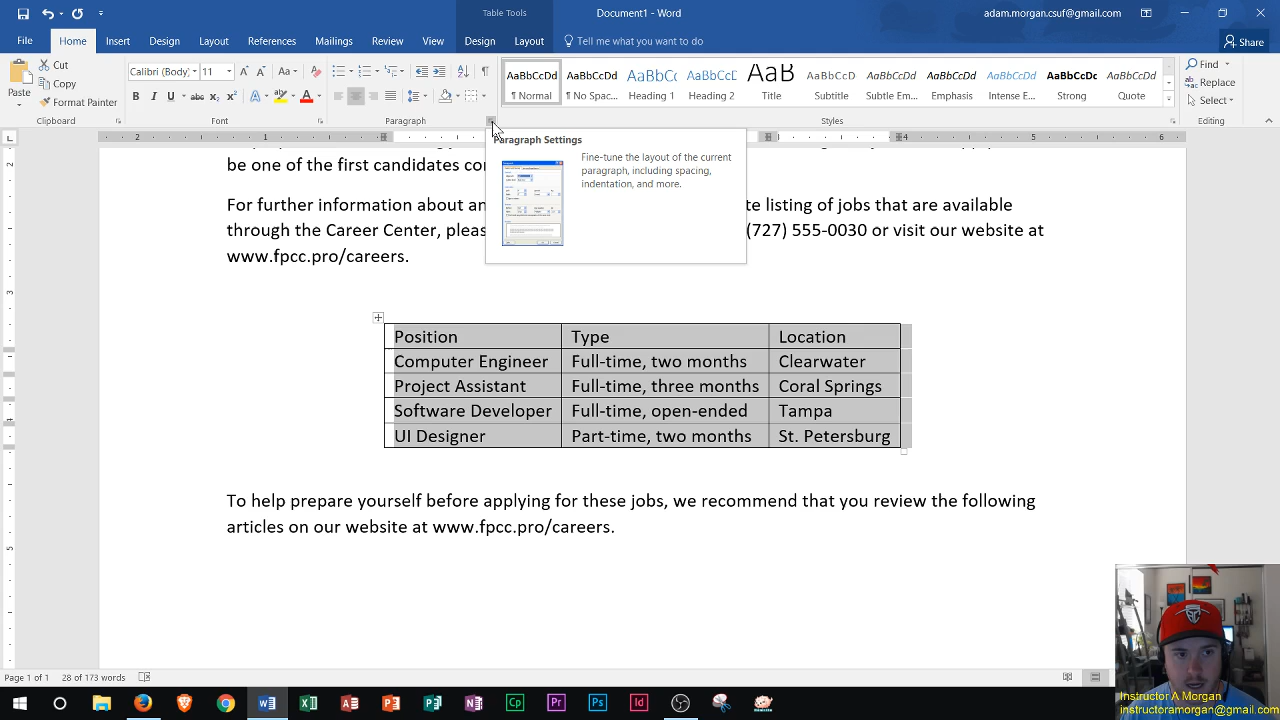 Table Tools
Document1 - Word
adam.morgan.csuf@gmail.com
File Home Insert Design Layout References Mailings Review View Design Layout Tell me what you want to do Share
Paste
Cut
Copy
Format Painter
Clipboard
Calibri (Body) 11
Font
Paragraph
AaBbCcDd AaBbCcDd AaBbCc AaBbCcD AaB AaBbCcD AaBbCcDd AaBbCcDd AaBbCcDd AaBbCcDc AaBbCcDd
¶ Normal ¶ No Spac... Heading 1 Heading 2 Title Subtitle Subtle Em... Emphasis Intense E... Strong Quote
Styles
Find
Replace
Select
Editing
Paragraph Settings
Fine-tune the layout of the current
paragraph, including spacing,
indentation, and more.
be one of the first candidates
For further information about te listing of jobs that are available
through the Career Center, (727) 555-0030 or visit our website at
www.fpcc.pro/careers.
Position Type Location
Computer Engineer Full-time, two months Clearwater
Project Assistant Full-time, three months Coral Springs
Software Developer Full-time, open-ended Tampa
UI Designer Part-time, two months St. Petersburg
To help prepare yourself before applying for these jobs, we recommend that you review the following
articles on our website at www.fpcc.pro/careers.
Page 1 of 1 28 of 173 words
Instructor A Morgan
instructoramorgan@gmail.com